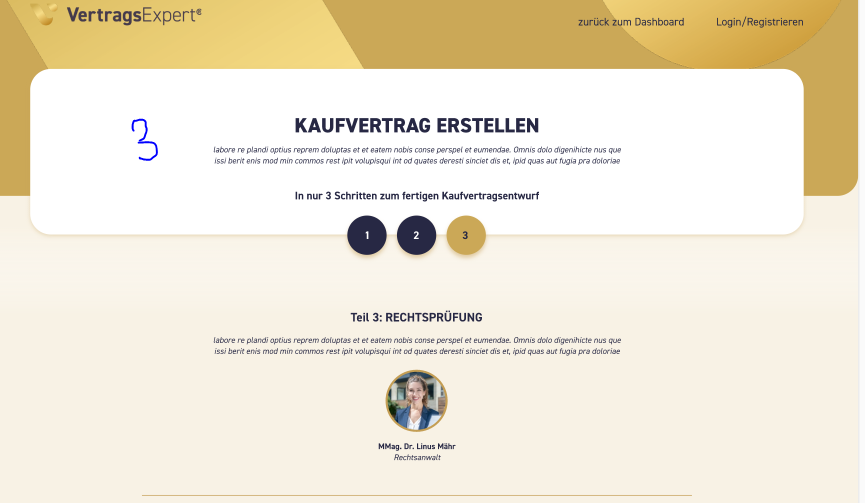 VertragsExpert®
zurück zum Dashboard
Login/Registrieren
3
KAUFVERTRAG ERSTELLEN
labore re plandi optius reprem doluptas et et eatem nobis conse perspel et eumendae. Omnis dolo digenihicte nus que
issi berit enis mod min commos rest ipit volupisqui int od quates deresti sinciet dis et, ipid quas aut fugia pra doloriae
In nur 3 Schritten zum fertigen Kaufvertragsentwurf
1 2 3
Teil 3: RECHTSPRÜFUNG
labore re plandi optius reprem doluptas et et eatem nobis conse perspel et eumendae. Omnis dolo digenihicte nus que
issi berit enis mod min commos rest ipit volupisqui int od quates deresti sinciet dis et, ipid quas aut fugia pra doloriae
MMag. Dr. Linus Mähr
Rechtsanwalt